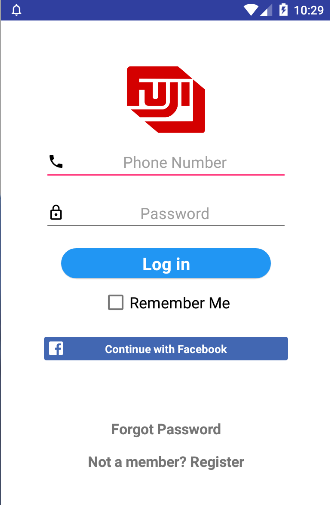 10:29
FUJI
Phone Number
Password
Log in
Remember Me
Continue with Facebook
Forgot Password
Not a member? Register